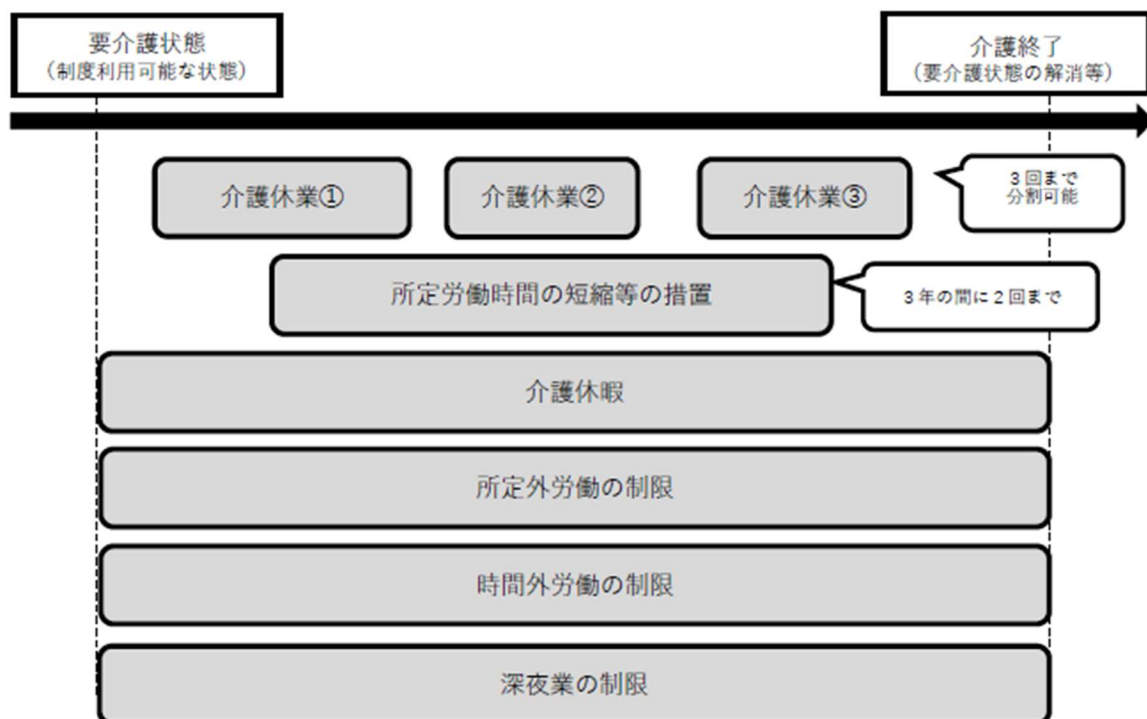 要介護状態
（制度利用可能な状態）
介護終了
（要介護状態の解消等）
介護休業①
介護休業②
介護休業③
３回まで
分割可能
所定労働時間の短縮等の措置
３年の間に２回まで
介護休暇
所定外労働の制限
時間外労働の制限
深夜業の制限